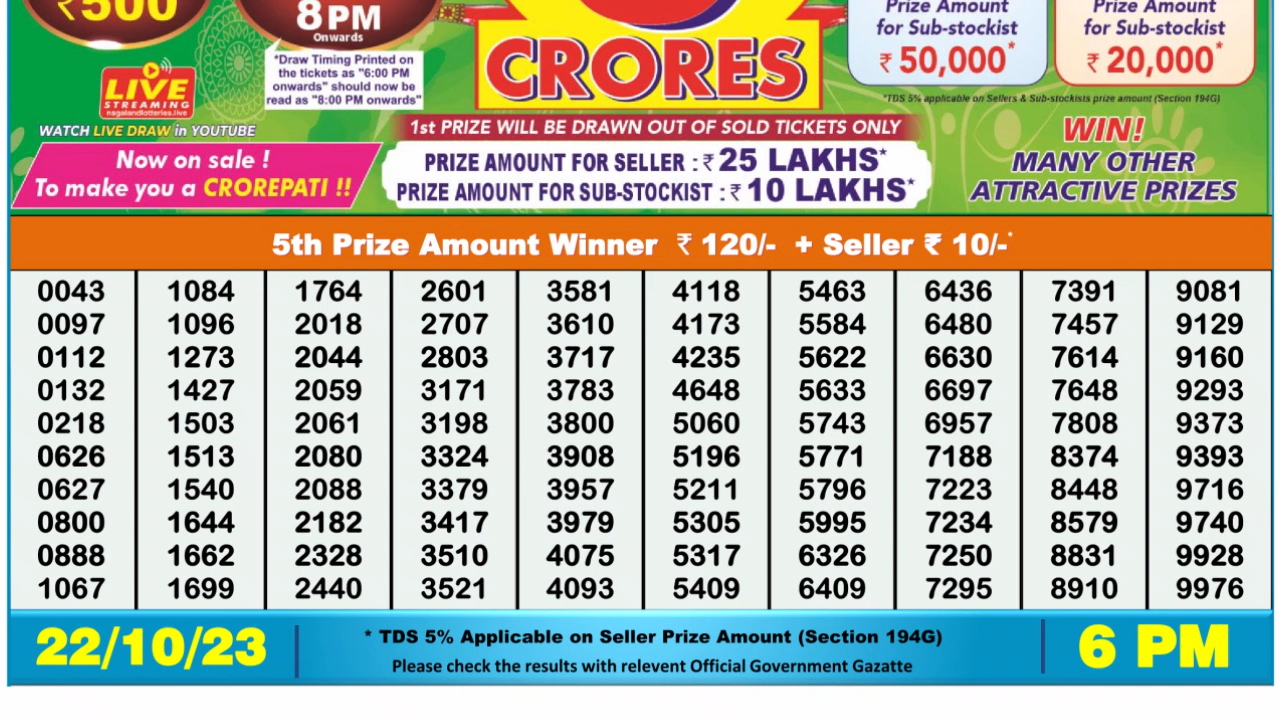 ₹500
8PM
Onwards
*Draw Timing Printed on
the tickets as "6:00 PM
onwards" should now be
read as "8:00 PM onwards"
LIVE
STREAMING
nagalandlotteries.live
WATCH LIVE DRAW in YOUTUBE
Now on sale !
To make you a CROREPATI !!
CRORES
1st PRIZE WILL BE DRAWN OUT OF SOLD TICKETS ONLY
PRIZE AMOUNT FOR SELLER : ₹ 25 LAKHS*
PRIZE AMOUNT FOR SUB-STOCKIST : ₹ 10 LAKHS*
Prize Amount
for Sub-stockist
₹ 50,000*
Prize Amount
for Sub-stockist
₹ 20,000*
*TDS 5% applicable on Sellers & Sub-stockists prize amount (Section 194G)
WIN!
MANY OTHER
ATTRACTIVE PRIZES
5th Prize Amount Winner ₹ 120/- + Seller ₹ 10/-*
0043 1084 1764 2601 3581 4118 5463 6436 7391 9081
0097 1096 2018 2707 3610 4173 5584 6480 7457 9129
0112 1273 2044 2803 3717 4235 5622 6630 7614 9160
0132 1427 2059 3171 3783 4648 5633 6697 7648 9293
0218 1503 2061 3198 3800 5060 5743 6957 7808 9373
0626 1513 2080 3324 3908 5196 5771 7188 8374 9393
0627 1540 2088 3379 3957 5211 5796 7223 8448 9716
0800 1644 2182 3417 3979 5305 5995 7234 8579 9740
0888 1662 2328 3510 4075 5317 6326 7250 8831 9928
1067 1699 2440 3521 4093 5409 6409 7295 8910 9976
22/10/23
* TDS 5% Applicable on Seller Prize Amount (Section 194G)
Please check the results with relevent Official Government Gazatte
6 PM